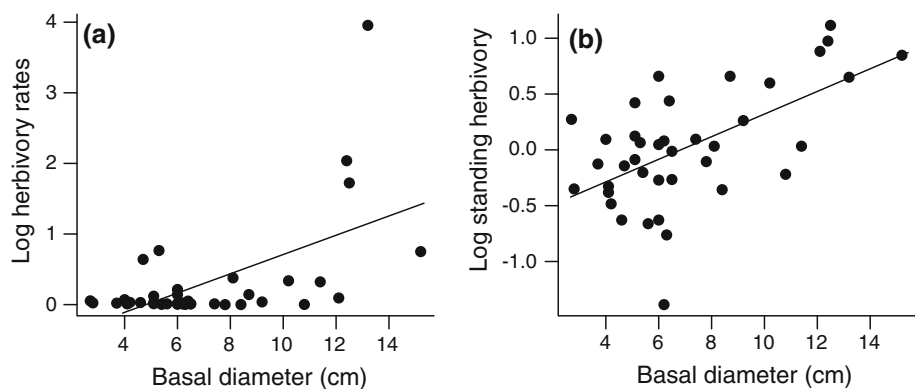 (a)
Log herbivory rates
4
3
2
1
0
4 6 8 10 12 14
Basal diameter (cm)
(b)
Log standing herbivory
1.0
0.5
0.0
-0.5
-1.0
4 6 8 10 12 14
Basal diameter (cm)